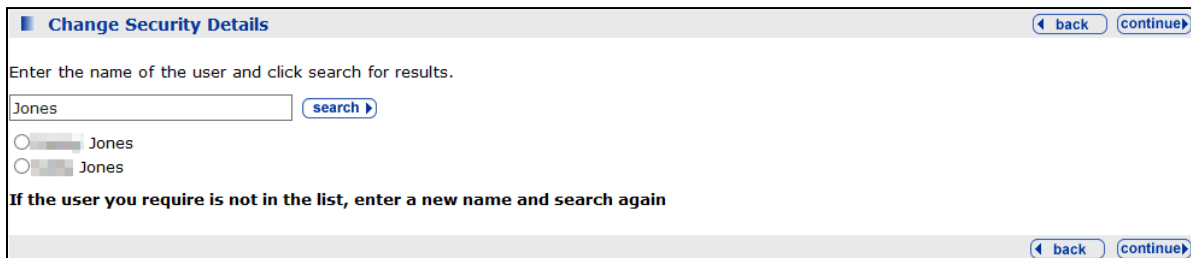 Change Security Details
back continue
Enter the name of the user and click search for results.
Jones search
Jones
Jones
If the user you require is not in the list, enter a new name and search again
back continue